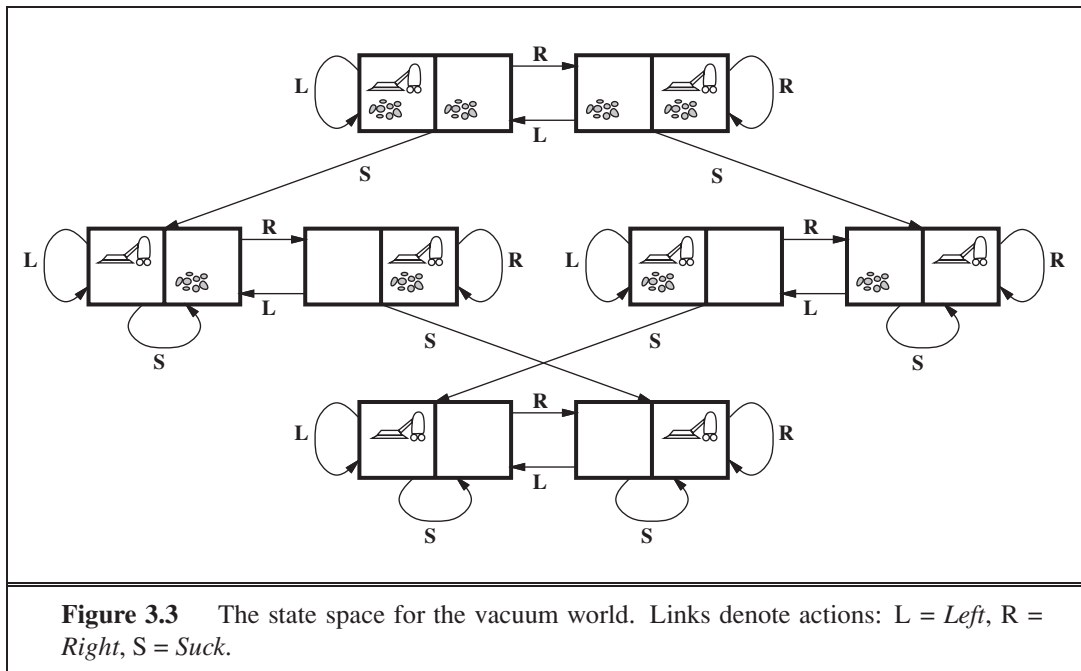 R
L
R
L
S
S
R
R
L
R
L
R
L
L
S
S
S
S
R
L
R
L
S
S
Figure 3.3 The state space for the vacuum world. Links denote actions: L = Left, R =
Right, S = Suck.